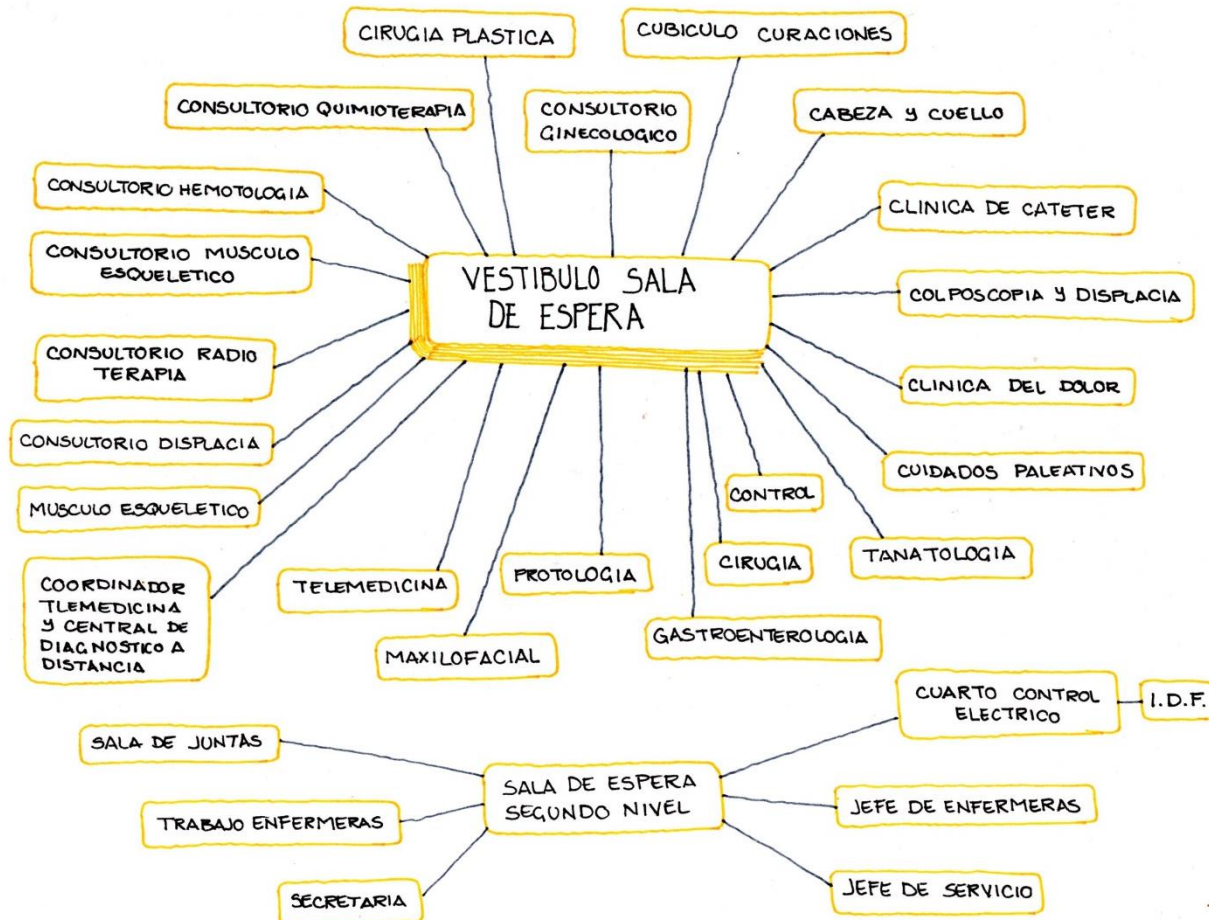 CIRUGIA PLASTICA
CUBICULO CURACIONES
CONSULTORIO QUIMIOTERAPIA
CONSULTORIO
GINECOLOGICO
CABEZA Y CUELLO
CONSULTORIO HEMOTOLOGIA
CLINICA DE CATETER
CONSULTORIO MUSCULO
ESQUELETICO
VESTIBULO SALA
DE ESPERA
COLPOSCOPIA Y DISPLACIA
CONSULTORIO RADIO
TERAPIA
CLINICA DEL DOLOR
CONSULTORIO DISPLACIA
CUIDADOS PALEATIVOS
MUSCULO ESQUELETICO
CONTROL
TANATOLOGIA
CIRUGIA
PROTOLOGIA
TELEMEDICINA
COORDINADOR
TLEMEDICINA
Y CENTRAL DE
DIAGNOSTICO A
DISTANCIA
GASTROENTEROLOGIA
MAXILOFACIAL
CUARTO CONTROL
ELECTRICO
I.D.F.
SALA DE JUNTAS
SALA DE ESPERA
SEGUNDO NIVEL
TRABAJO ENFERMERAS
JEFE DE ENFERMERAS
SECRETARIA
JEFE DE SERVICIO